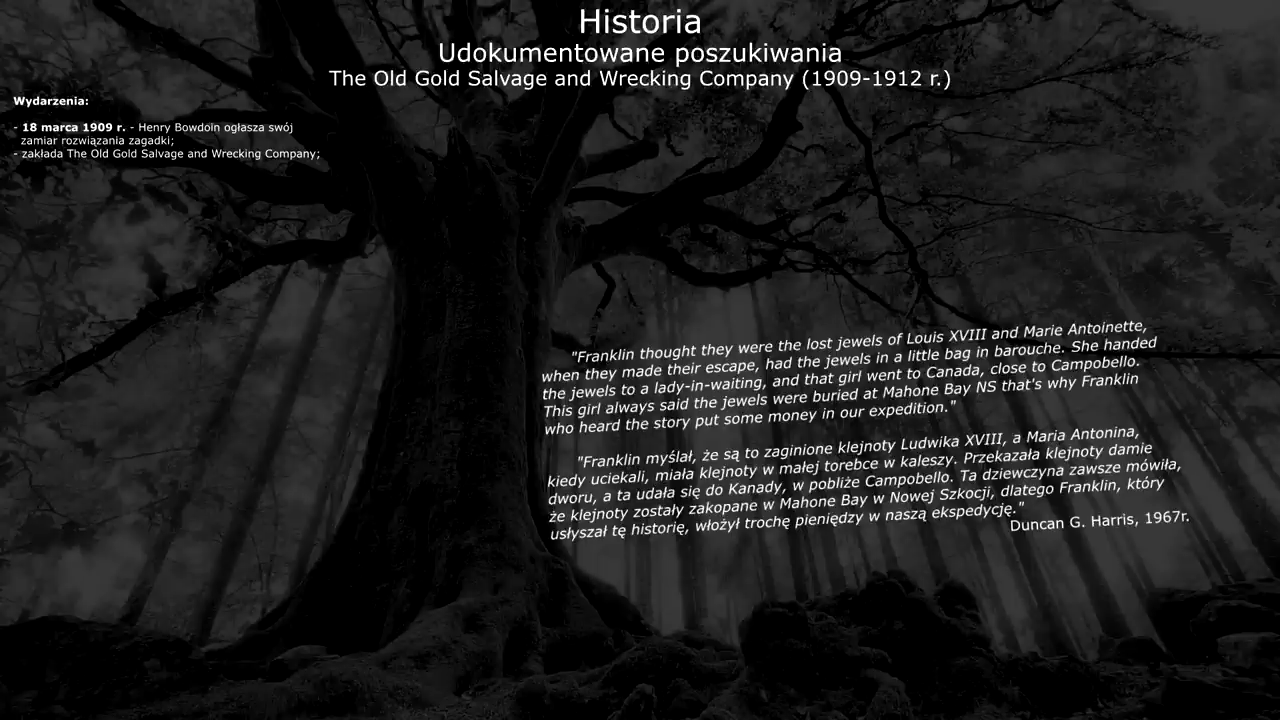 Historia
Udokumentowane poszukiwania
The Old Gold Salvage and Wrecking Company (1909-1912 r.)
Wydarzenia:
- 18 marca 1909 r. - Henry Bowdoin ogłasza swój
zamiar rozwiązania zagadki;
- zakłada The Old Gold Salvage and Wrecking Company;
"Franklin thought they were the lost jewels of Louis XVIII and Marie Antoinette,
when they made their escape, had the jewels in a little bag in barouche. She handed
the jewels to a lady-in-waiting, and that girl went to Canada, close to Campobello.
This girl always said the jewels were buried at Mahone Bay NS that's why Franklin
who heard the story put some money in our expedition."
"Franklin myślał, że są to zaginione klejnoty Ludwika XVIII, a Maria Antonina,
kiedy uciekali, miała klejnoty w małej torebce w kaleszy. Przekazała klejnoty damie
dworu, a ta udała się do Kanady, w pobliże Campobello. Ta dziewczyna zawsze mówiła,
że klejnoty zostały zakopane w Mahone Bay w Nowej Szkocji, dlatego Franklin, który
usłyszał tę historię, włożył trochę pieniędzy w naszą ekspedycję."
Duncan G. Harris, 1967r.